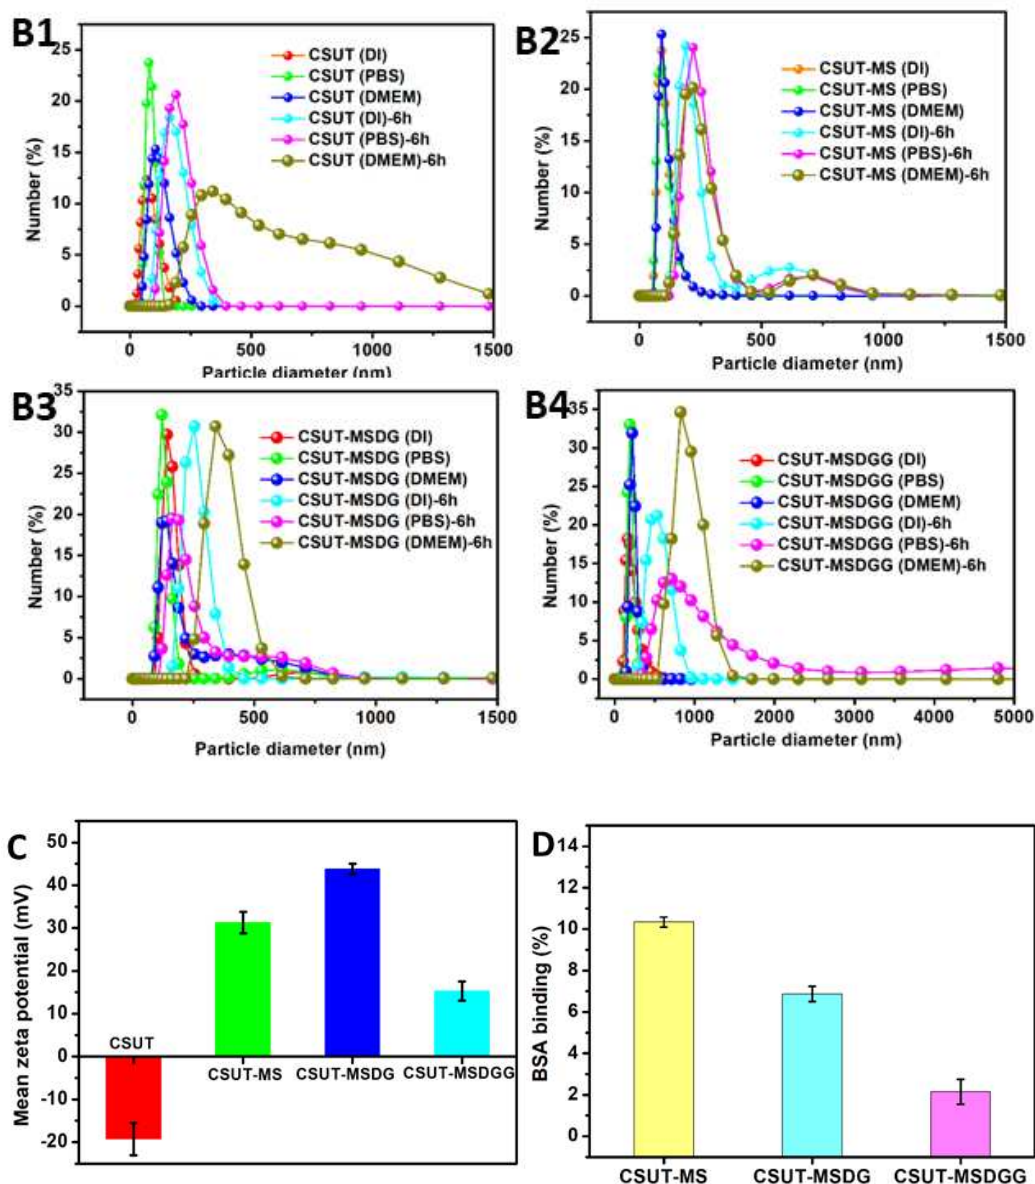 B1
CSUT (DI)
CSUT (PBS)
CSUT (DMEM)
CSUT (DI)-6h
CSUT (PBS)-6h
CSUT (DMEM)-6h
Number (%)
25
20
15
10
5
0
0 500 1000 1500
Particle diameter (nm)
B2
CSUT-MS (DI)
CSUT-MS (PBS)
CSUT-MS (DMEM)
CSUT-MS (DI)-6h
CSUT-MS (PBS)-6h
CSUT-MS (DMEM)-6h
Number (%)
25
20
15
10
5
0
0 500 1000 1500
Particle diameter (nm)
B3
CSUT-MSDG (DI)
CSUT-MSDG (PBS)
CSUT-MSDG (DMEM)
CSUT-MSDG (DI)-6h
CSUT-MSDG (PBS)-6h
CSUT-MSDG (DMEM)-6h
Number (%)
35
30
25
20
15
10
5
0
0 500 1000 1500
Particle diameter (nm)
B4
CSUT-MSDGG (DI)
CSUT-MSDGG (PBS)
CSUT-MSDGG (DMEM)
CSUT-MSDGG (DI)-6h
CSUT-MSDGG (PBS)-6h
CSUT-MSDGG (DMEM)-6h
Number (%)
35
30
25
20
15
10
5
0
0 1000 2000 3000 4000 5000
Particle diameter (nm)
C
Mean zeta potential (mV)
50
40
30
20
10
0
-10
-20
CSUT
CSUT-MS CSUT-MSDG CSUT-MSDGG
D
BSA binding (%)
14
12
10
8
6
4
2
0
CSUT-MS CSUT-MSDG CSUT-MSDGG